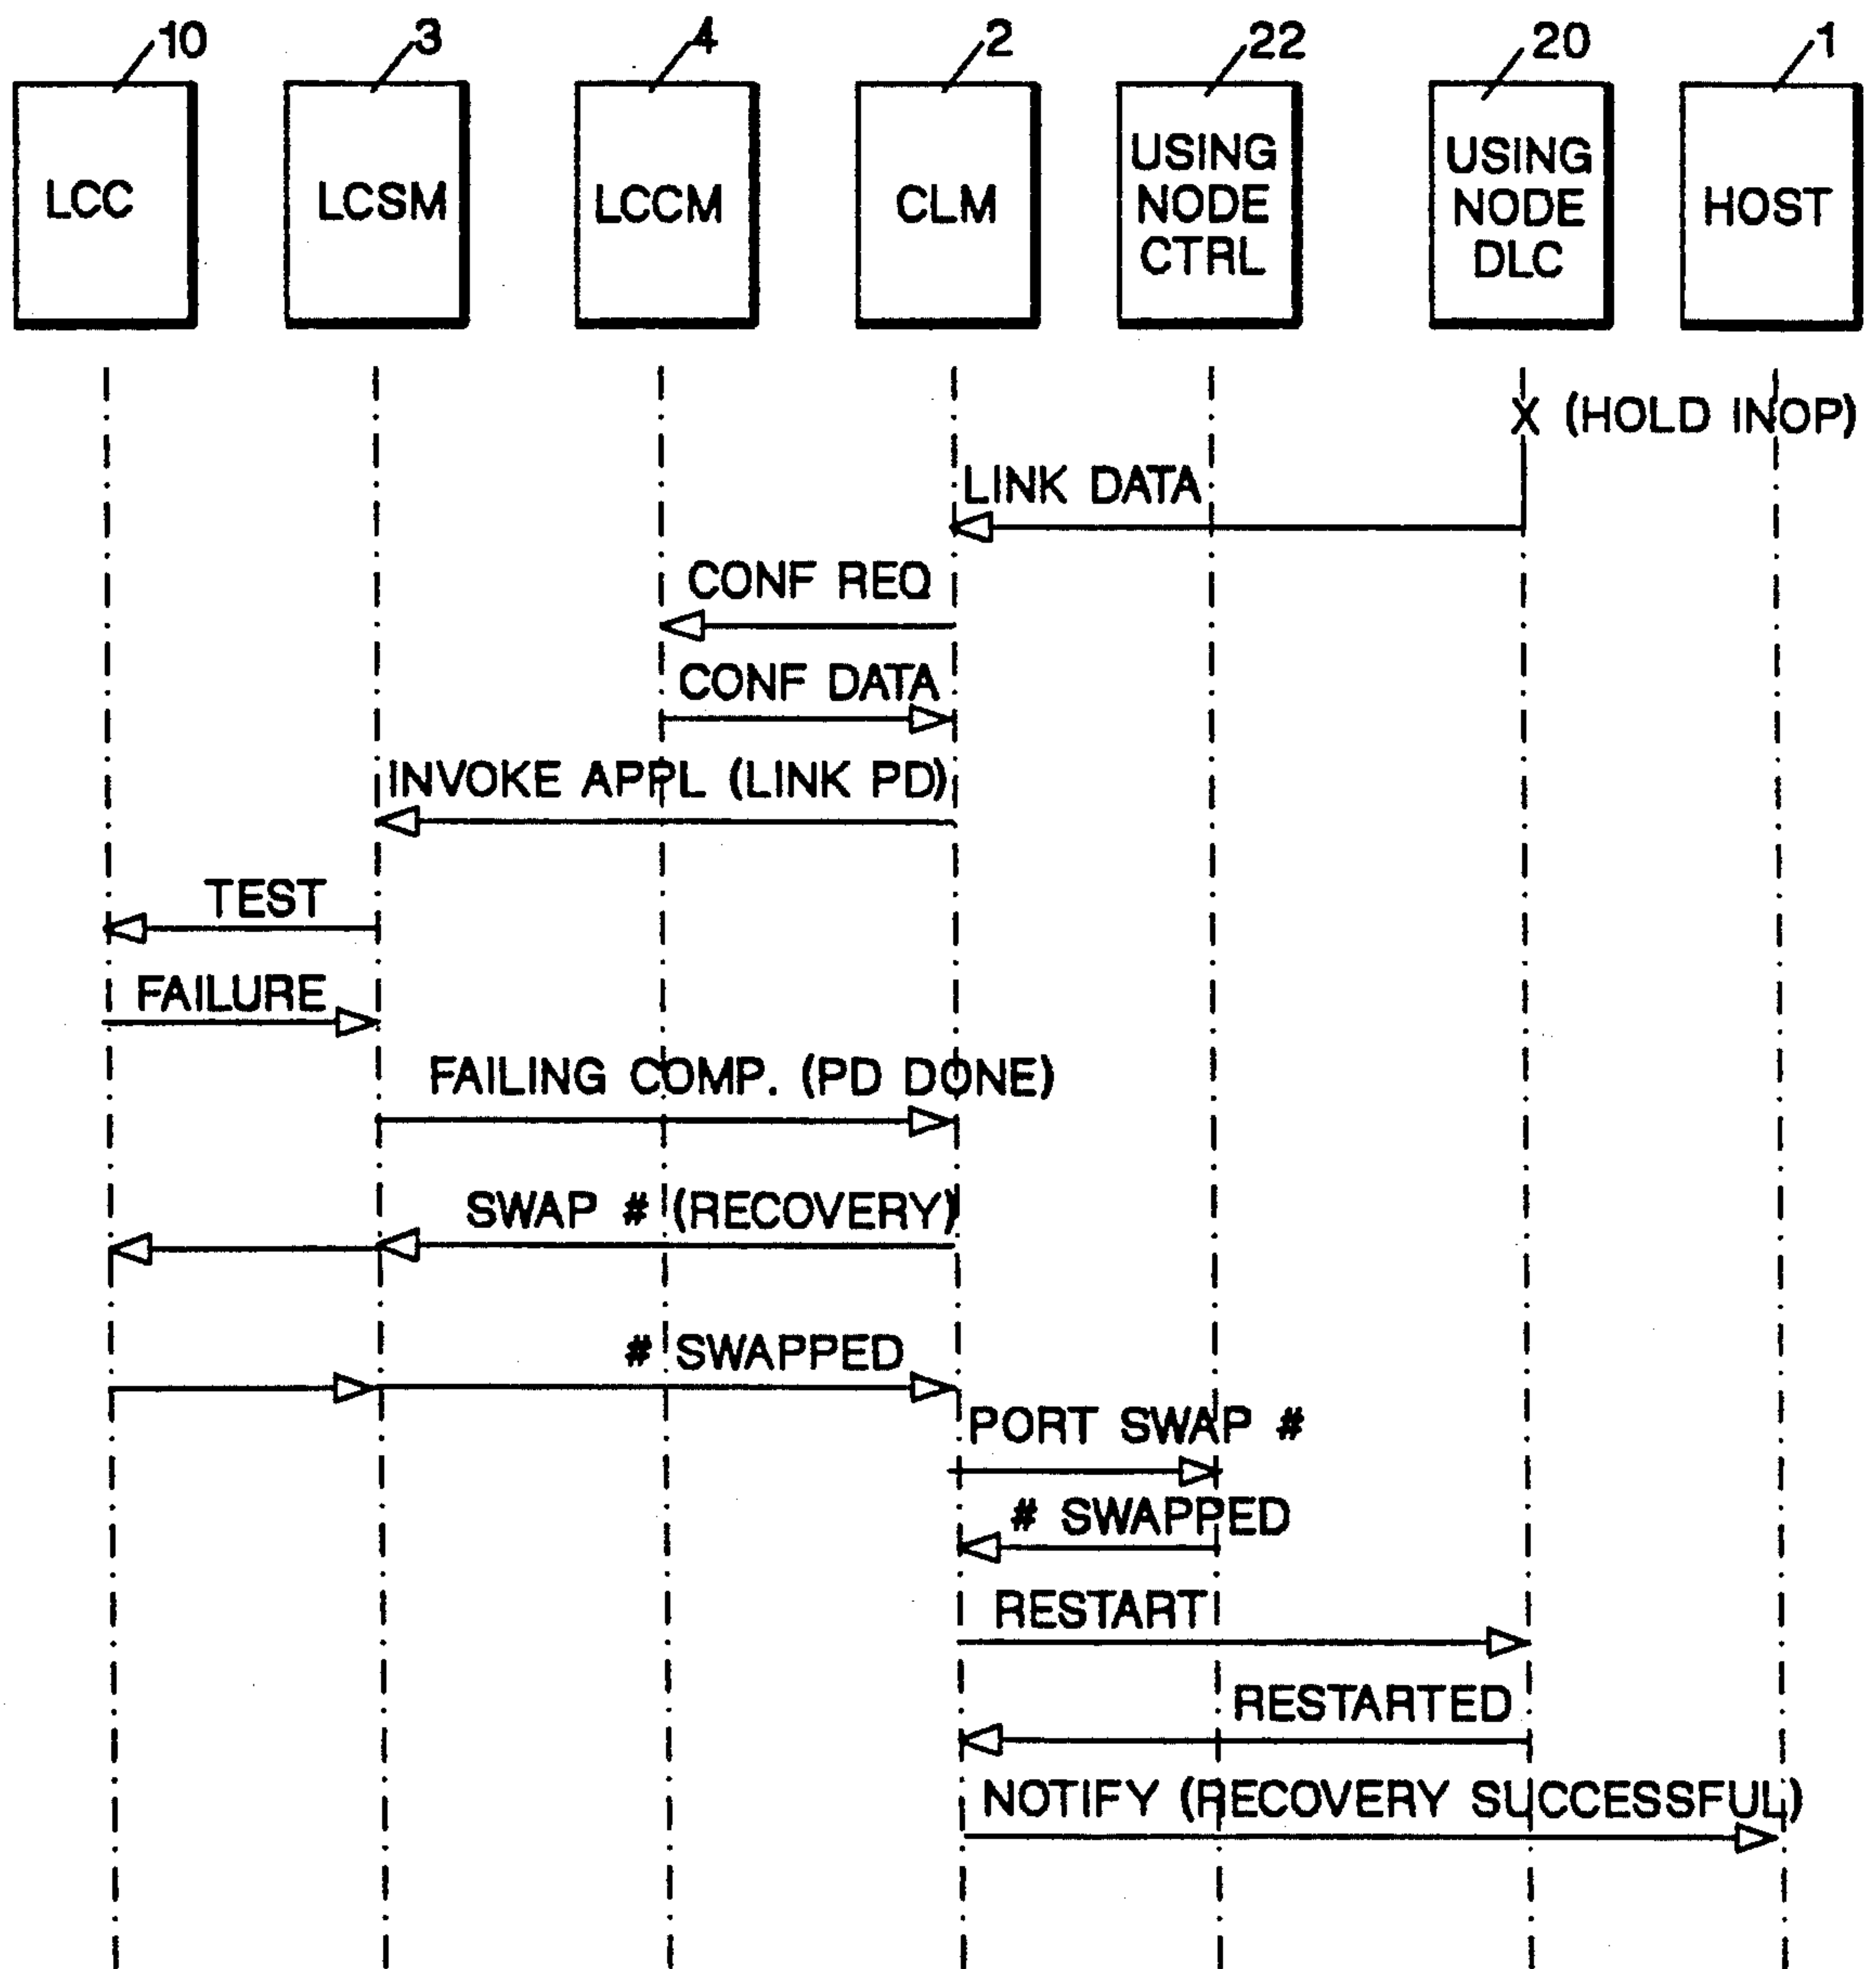 10 3 4 2 22 20 1
LCC
LCSM
LCCM
CLM
USING
NODE
CTRL
USING
NODE
DLC
HOST
X (HOLD INOP)
LINK DATA
CONF REQ
CONF DATA
INVOKE APPL (LINK PD)
TEST
FAILURE
FAILING COMP. (PD DONE)
SWAP # (RECOVERY)
# SWAPPED
PORT SWAP #
# SWAPPED
RESTART
RESTARTED
NOTIFY (RECOVERY SUCCESSFUL)